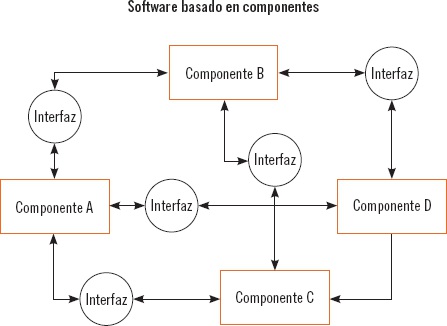 Software basado en componentes
Componente B
Interfaz
Interfaz
Interfaz
Componente A
Interfaz
Componente D
Interfaz
Componente C